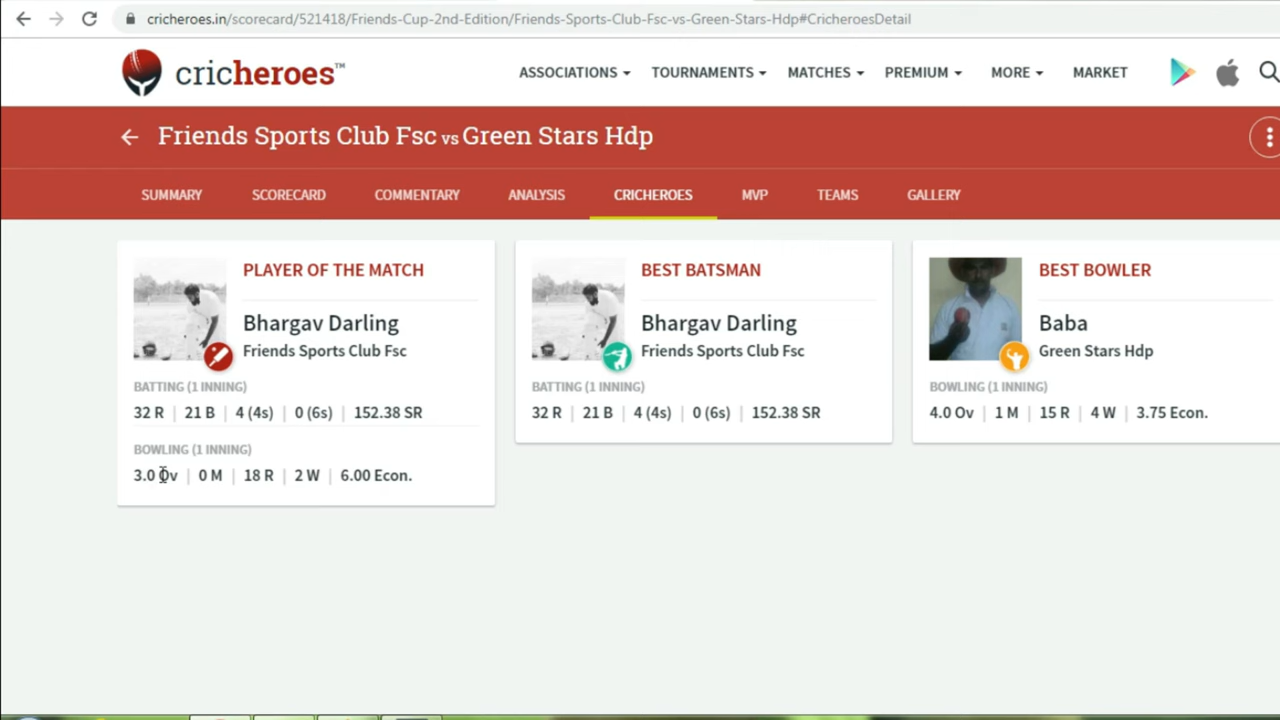 cricheroes.in/scorecard/521418/Friends-Cup-2nd-Edition/Friends-Sports-Club-Fsc-vs-Green-Stars-Hdp#CricheroesDetail
cricheroes™ ASSOCIATIONS TOURNAMENTS MATCHES PREMIUM MORE MARKET
Friends Sports Club Fsc vs Green Stars Hdp
SUMMARY SCORECARD COMMENTARY ANALYSIS CRICHEROES MVP TEAMS GALLERY
PLAYER OF THE MATCH
Bhargav Darling
Friends Sports Club Fsc
BATTING (1 INNING)
32 R | 21 B | 4 (4s) | 0 (6s) | 152.38 SR
BOWLING (1 INNING)
3.0 Ov | 0 M | 18 R | 2 W | 6.00 Econ.
BEST BATSMAN
Bhargav Darling
Friends Sports Club Fsc
BATTING (1 INNING)
32 R | 21 B | 4 (4s) | 0 (6s) | 152.38 SR
BEST BOWLER
Baba
Green Stars Hdp
BOWLING (1 INNING)
4.0 Ov | 1 M | 15 R | 4 W | 3.75 Econ.